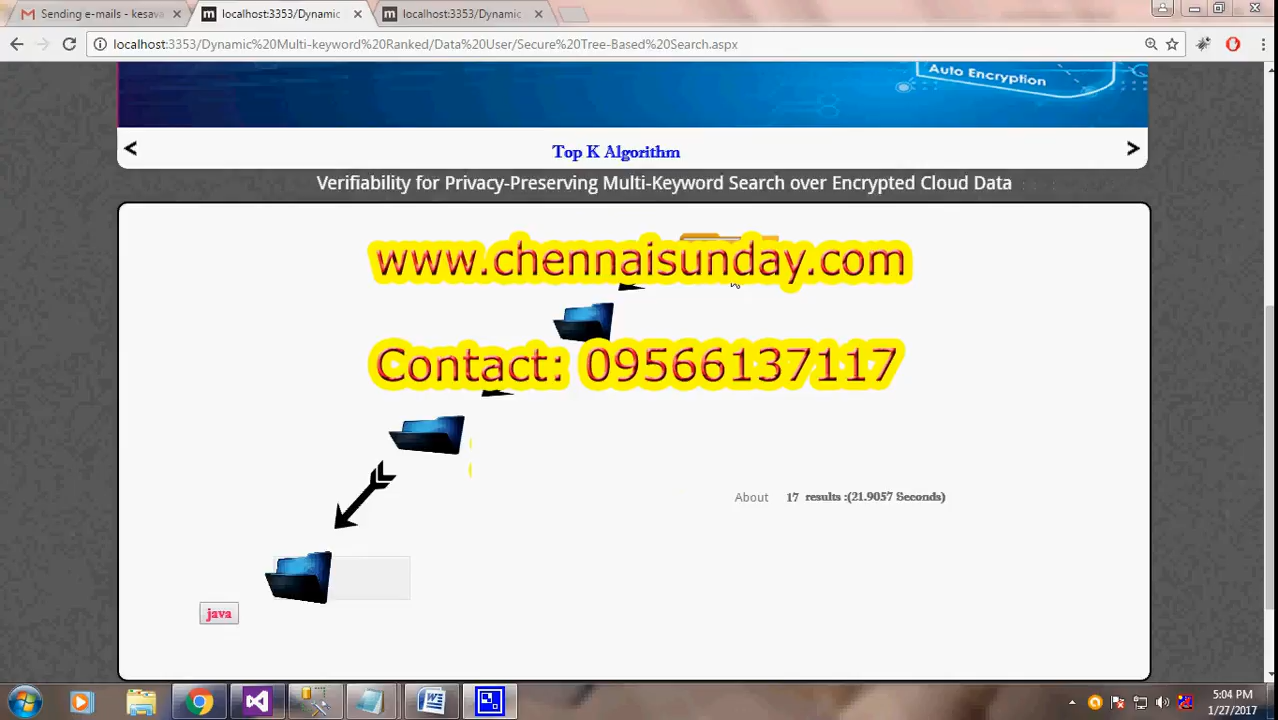 Sending e-mails - kesava
localhost:3353/Dynamic
localhost:3353/Dynamic
localhost:3353/Dynamic%20Multi-keyword%20Ranked/Data%20User/Secure%20Tree-Based%20Search.aspx
Auto Encryption
Top K Algorithm
Verifiability for Privacy-Preserving Multi-Keyword Search over Encrypted Cloud Data
www.chennaisunday.com
Contact: 09566137117
About 17 results :(21.9057 Seconds)
java
5:04 PM
1/27/2017